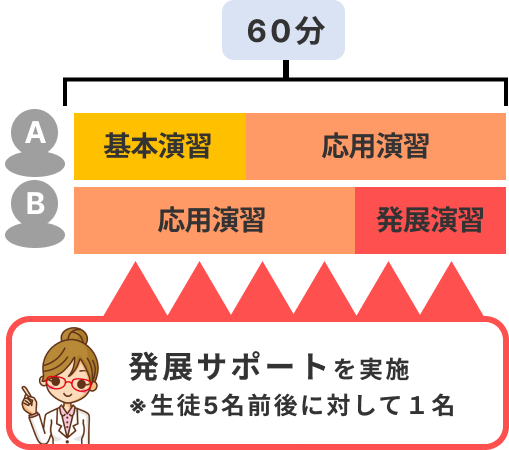 60分
A
基本演習 応用演習
B
応用演習 発展演習
発展サポートを実施
※生徒5名前後に対して１名